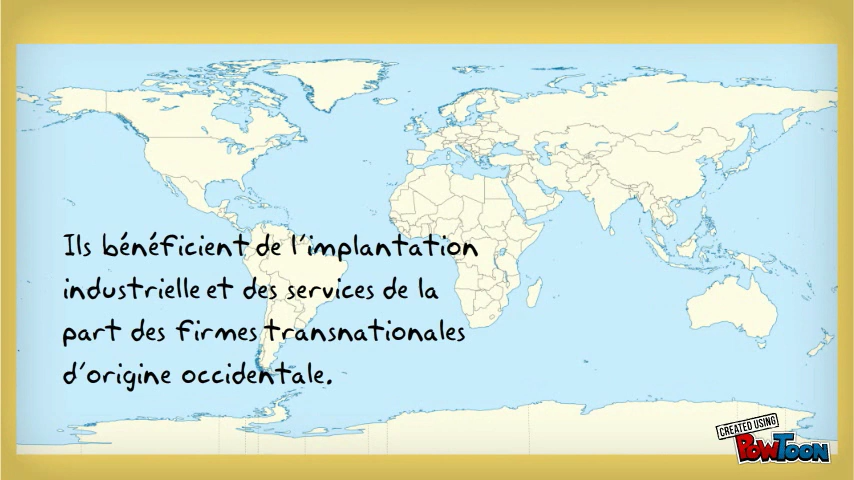 Ils bénéficient de l'implantation
industrielle et des services de la
part des firmes transnationales
d'origine occidentale.
CREATED USING
POWTOON